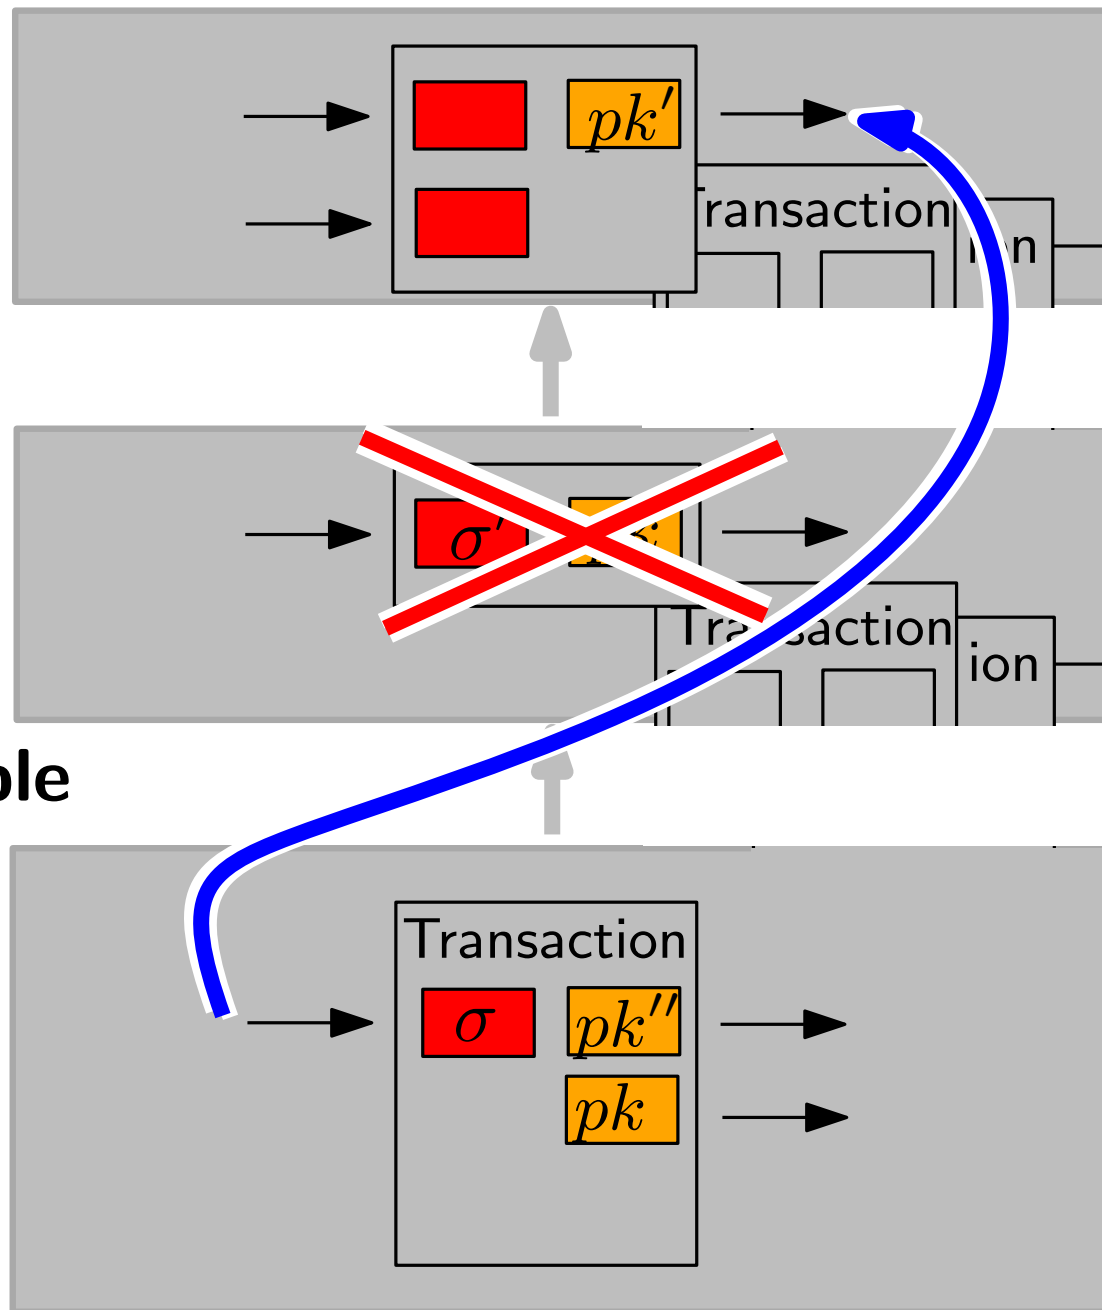 pk′
Transaction
ion
σ′
Transaction
ion
ple
Transaction
σ pk″
pk